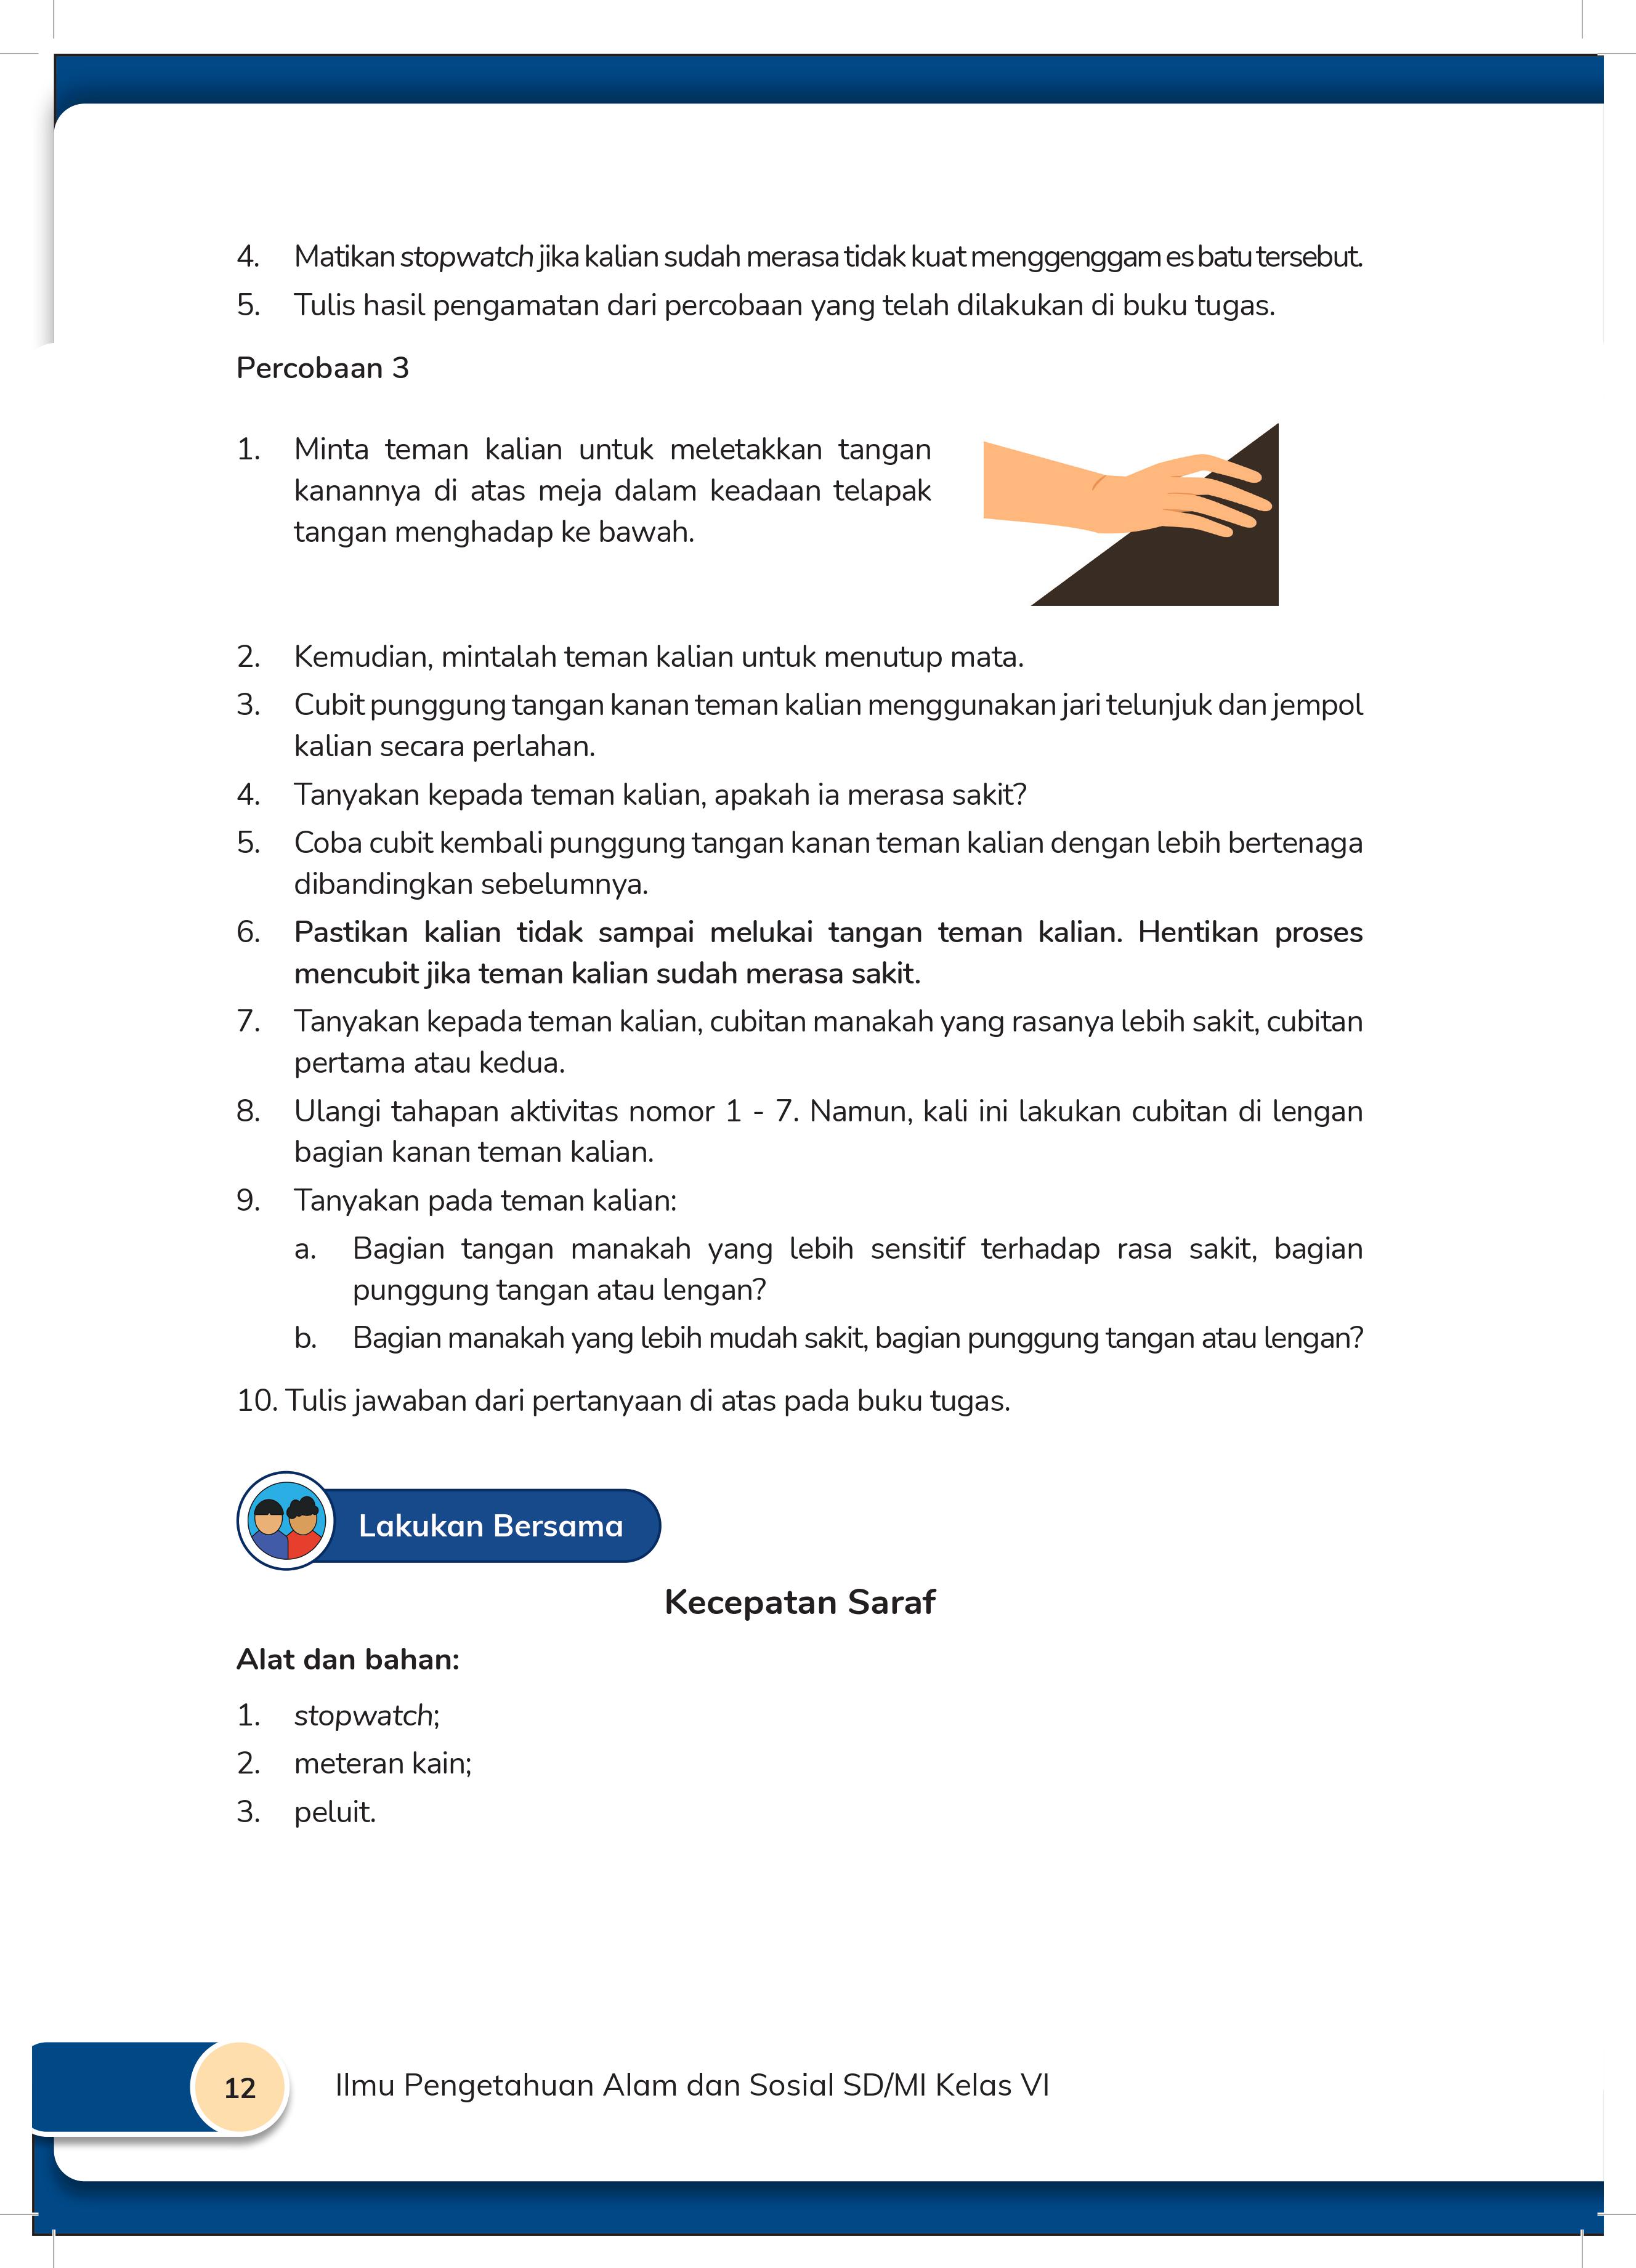 4. Matikan stopwatch jika kalian sudah merasa tidak kuat menggenggam es batu tersebut.
5. Tulis hasil pengamatan dari percobaan yang telah dilakukan di buku tugas.
Percobaan 3
1. Minta teman kalian untuk meletakkan tangan
kanannya di atas meja dalam keadaan telapak
tangan menghadap ke bawah.
2. Kemudian, mintalah teman kalian untuk menutup mata.
3. Cubit punggung tangan kanan teman kalian menggunakan jari telunjuk dan jempol
kalian secara perlahan.
4. Tanyakan kepada teman kalian, apakah ia merasa sakit?
5. Coba cubit kembali punggung tangan kanan teman kalian dengan lebih bertenaga
dibandingkan sebelumnya.
6. Pastikan kalian tidak sampai melukai tangan teman kalian. Hentikan proses
mencubit jika teman kalian sudah merasa sakit.
7. Tanyakan kepada teman kalian, cubitan manakah yang rasanya lebih sakit, cubitan
pertama atau kedua.
8. Ulangi tahapan aktivitas nomor 1 - 7. Namun, kali ini lakukan cubitan di lengan
bagian kanan teman kalian.
9. Tanyakan pada teman kalian:
a. Bagian tangan manakah yang lebih sensitif terhadap rasa sakit, bagian
punggung tangan atau lengan?
b. Bagian manakah yang lebih mudah sakit, bagian punggung tangan atau lengan?
10. Tulis jawaban dari pertanyaan di atas pada buku tugas.
Lakukan Bersama
Kecepatan Saraf
Alat dan bahan:
1. stopwatch;
2. meteran kain;
3. peluit.
12 Ilmu Pengetahuan Alam dan Sosial SD/MI Kelas VI